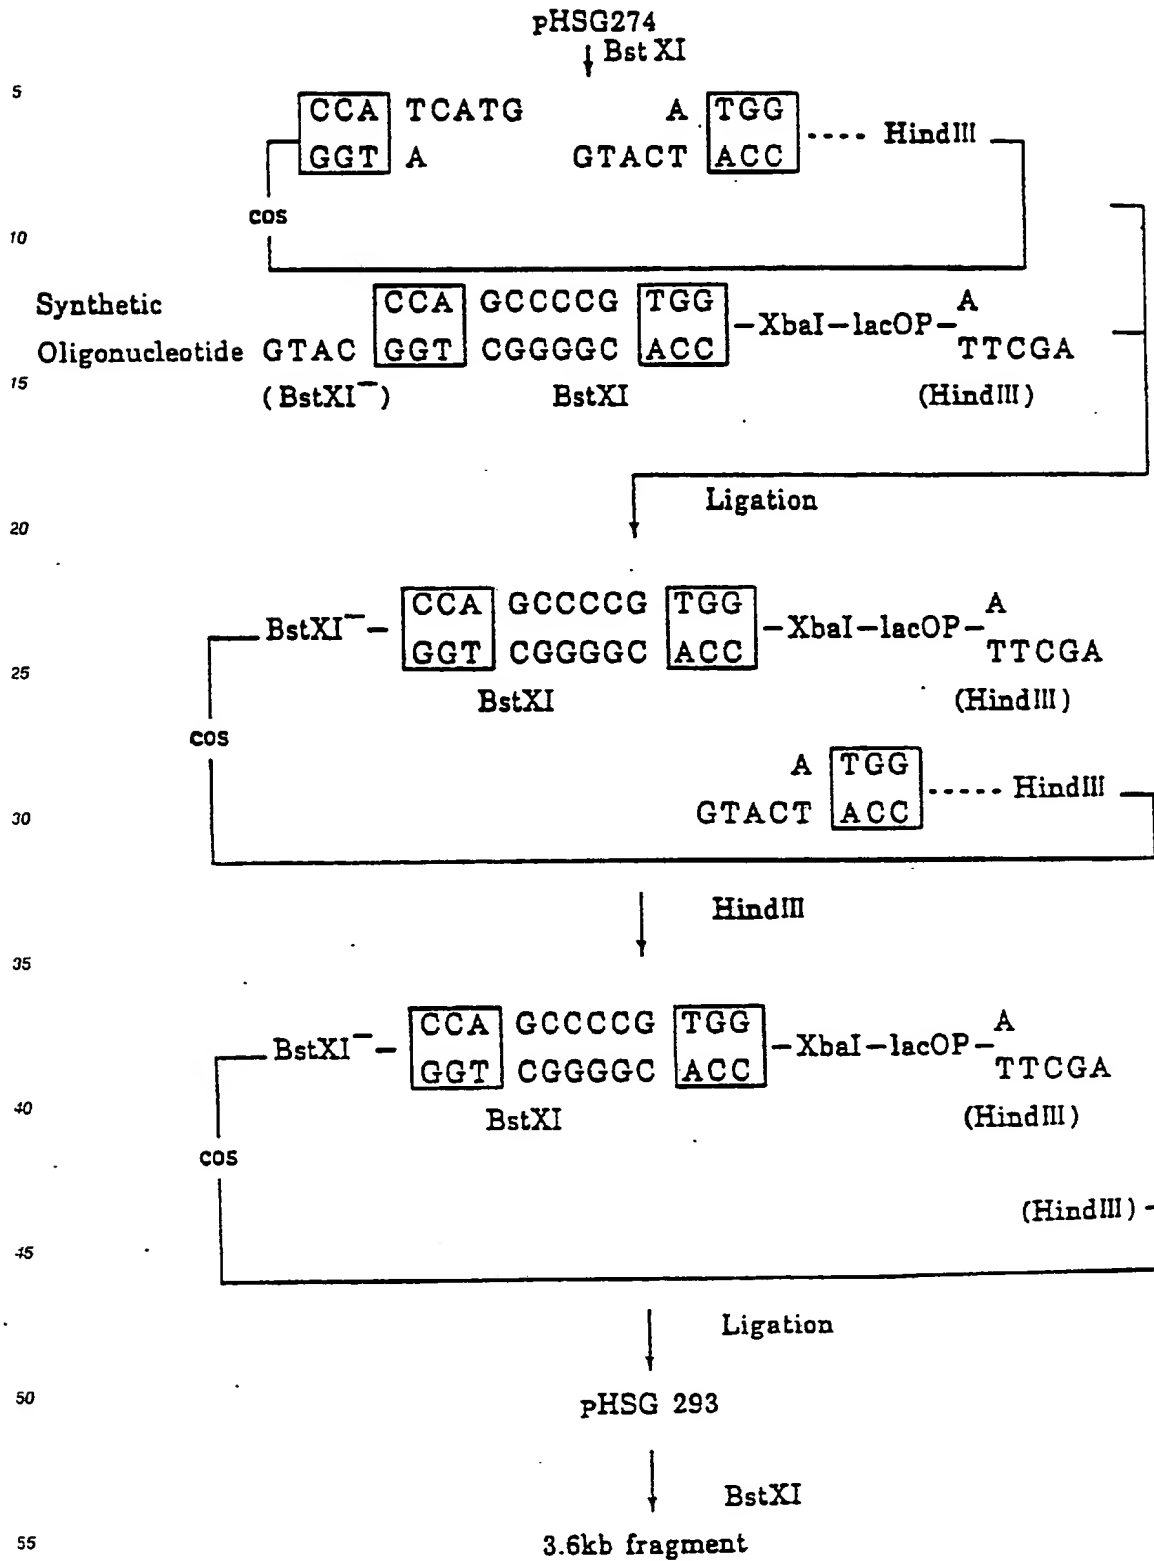 pHSG274
Bst XI
5
CCA TCATG A TGG
GGT A GTACT ACC ---- HindIII
cos
10
Synthetic CCA GCCCCG TGG A
Oligonucleotide GTAC GGT CGGGGC ACC -XbaI-lacOP- TTCGA
15
(BstXI‾) BstXI (HindIII)
Ligation
20
BstXI‾- CCA GCCCCG TGG -XbaI-lacOP- A
GGT CGGGGC ACC TTCGA
25
BstXI (HindIII)
cos
A TGG ----- HindIII
GTACT ACC
30
HindIII
35
BstXI‾- CCA GCCCCG TGG -XbaI-lacOP- A
GGT CGGGGC ACC TTCGA
40
BstXI (HindIII)
cos
(HindIII)-
45
Ligation
50
pHSG 293
BstXI
55
3.6kb fragment